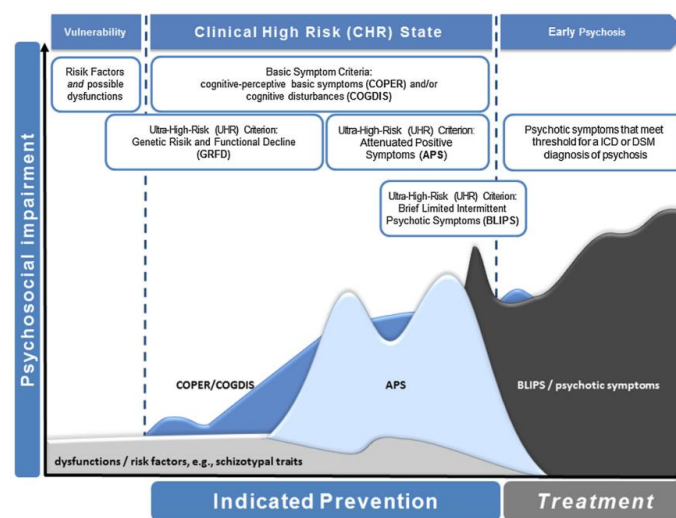 Vulnerability
Clinical High Risk (CHR) State
Early Psychosis
Risik Factors
and possible
dysfunctions
Basic Symptom Criteria:
cognitive-perceptive basic symptoms (COPER) and/or
cognitive disturbances (COGDIS)
Ultra-High-Risk (UHR) Criterion:
Genetic Risik and Functional Decline
(GRFD)
Ultra-High-Risk (UHR) Criterion:
Attenuated Positive
Symptoms (APS)
Psychotic symptoms that meet
threshold for a ICD or DSM
diagnosis of psychosis
Ultra-High-Risk (UHR) Criterion:
Brief Limited Intermittent
Psychotic Symptoms (BLIPS)
Psychosocial impairment
COPER/COGDIS
APS
BLIPS / psychotic symptoms
dysfunctions / risk factors, e.g., schizotypal traits
Indicated Prevention
Treatment